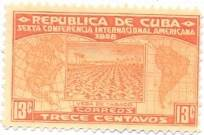 REPUBLICA DE CUBA
SEXTA CONFERENCIA INTERNACIONAL AMERICANA
1928
CORREOS
13c
13c
TRECE CENTAVOS